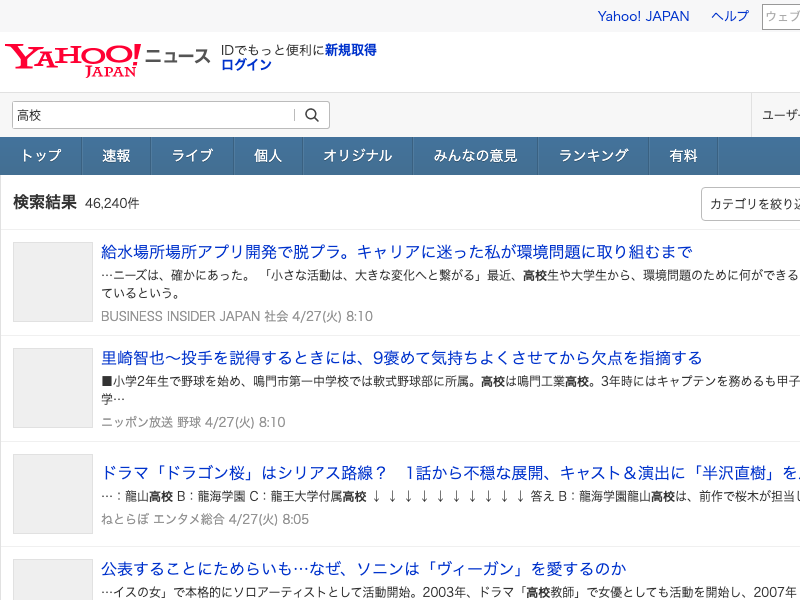 Yahoo! JAPAN ヘルプ ウェブ
YAHOO! JAPAN ニュース
IDでもっと便利に新規取得
ログイン
高校
ユーザー
トップ 速報 ライブ 個人 オリジナル みんなの意見 ランキング 有料
検索結果 46,240件
カテゴリを絞り込
給水場所場所アプリ開発で脱プラ。キャリアに迷った私が環境問題に取り組むまで
…ニーズは、確かにあった。 「小さな活動は、大きな変化へと繋がる」最近、高校生や大学生から、環境問題のために何ができる
ているという。
BUSINESS INSIDER JAPAN 社会 4/27(火) 8:10
里崎智也〜投手を説得するときには、9褒めて気持ちよくさせてから欠点を指摘する
■小学2年生で野球を始め、鳴門市第一中学校では軟式野球部に所属。高校は鳴門工業高校。3年時にはキャプテンを務めるも甲子
学…
ニッポン放送 野球 4/27(火) 8:10
ドラマ「ドラゴン桜」はシリアス路線？ 1話から不穏な展開、キャスト＆演出に「半沢直樹」を
…：龍山高校 B：龍海学園 C：龍王大学付属高校 ↓ ↓ ↓ ↓ ↓ ↓ ↓ ↓ ↓ ↓ 答え B：龍海学園龍山高校は、前作で桜木が担当し
ねとらぼ エンタメ総合 4/27(火) 8:05
公表することにためらいも…なぜ、ソニンは「ヴィーガン」を愛するのか
…イスの女」で本格的にソロアーティストとして活動開始。2003年、ドラマ「高校教師」で女優としても活動を開始し、2007年